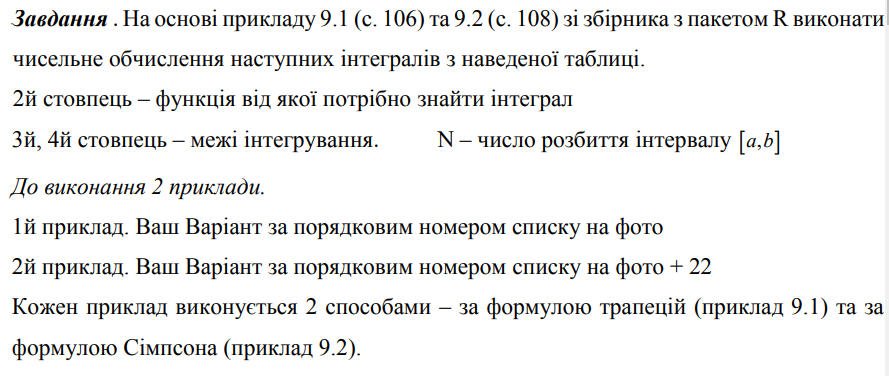 Завдання . На основі прикладу 9.1 (с. 106) та 9.2 (с. 108) зі збірника з пакетом R виконати
чисельне обчислення наступних інтегралів з наведеної таблиці.
2й стовпець – функція від якої потрібно знайти інтеграл
3й, 4й стовпець – межі інтегрування. N – число розбиття інтервалу [a,b]
До виконання 2 приклади.
1й приклад. Ваш Варіант за порядковим номером списку на фото
2й приклад. Ваш Варіант за порядковим номером списку на фото + 22
Кожен приклад виконується 2 способами – за формулою трапецій (приклад 9.1) та за
формулою Сімпсона (приклад 9.2).